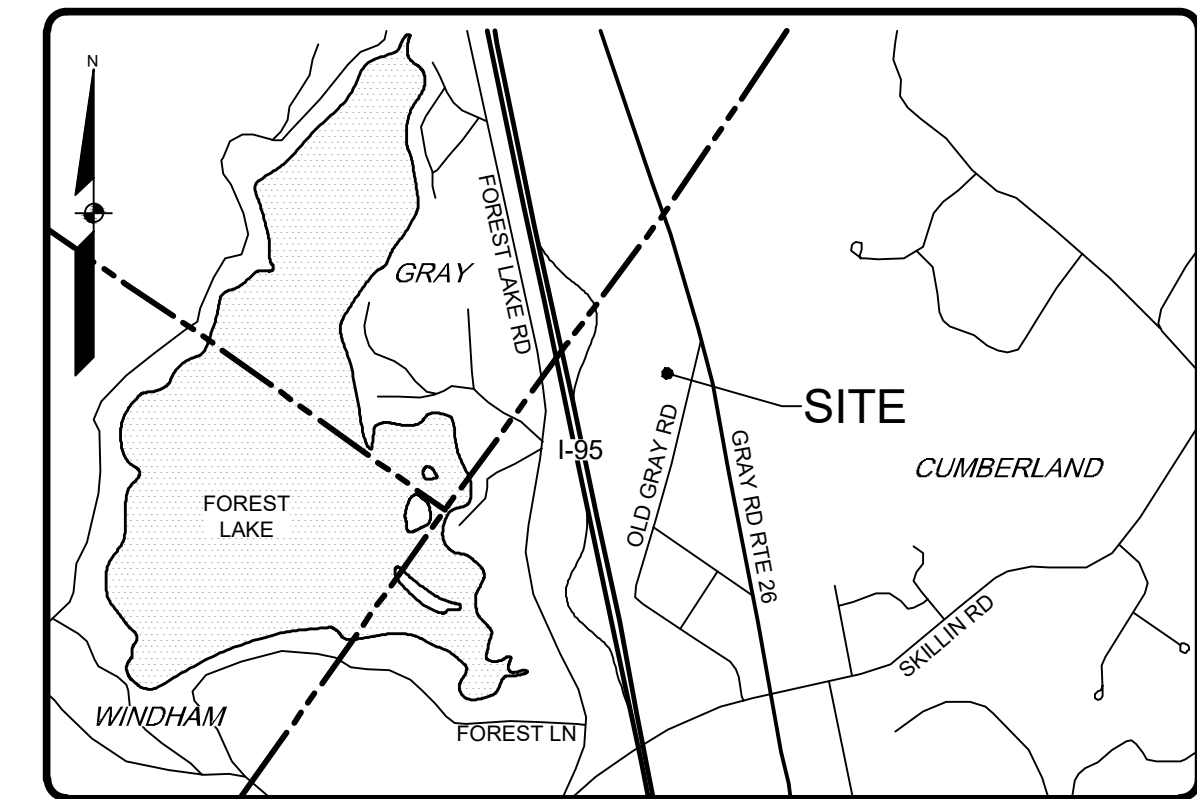 N
FOREST LAKE RD
GRAY
SITE
I-95
OLD GRAY RD
GRAY RD RTE 26
CUMBERLAND
FOREST
LAKE
SKILLIN RD
WINDHAM
FOREST LN